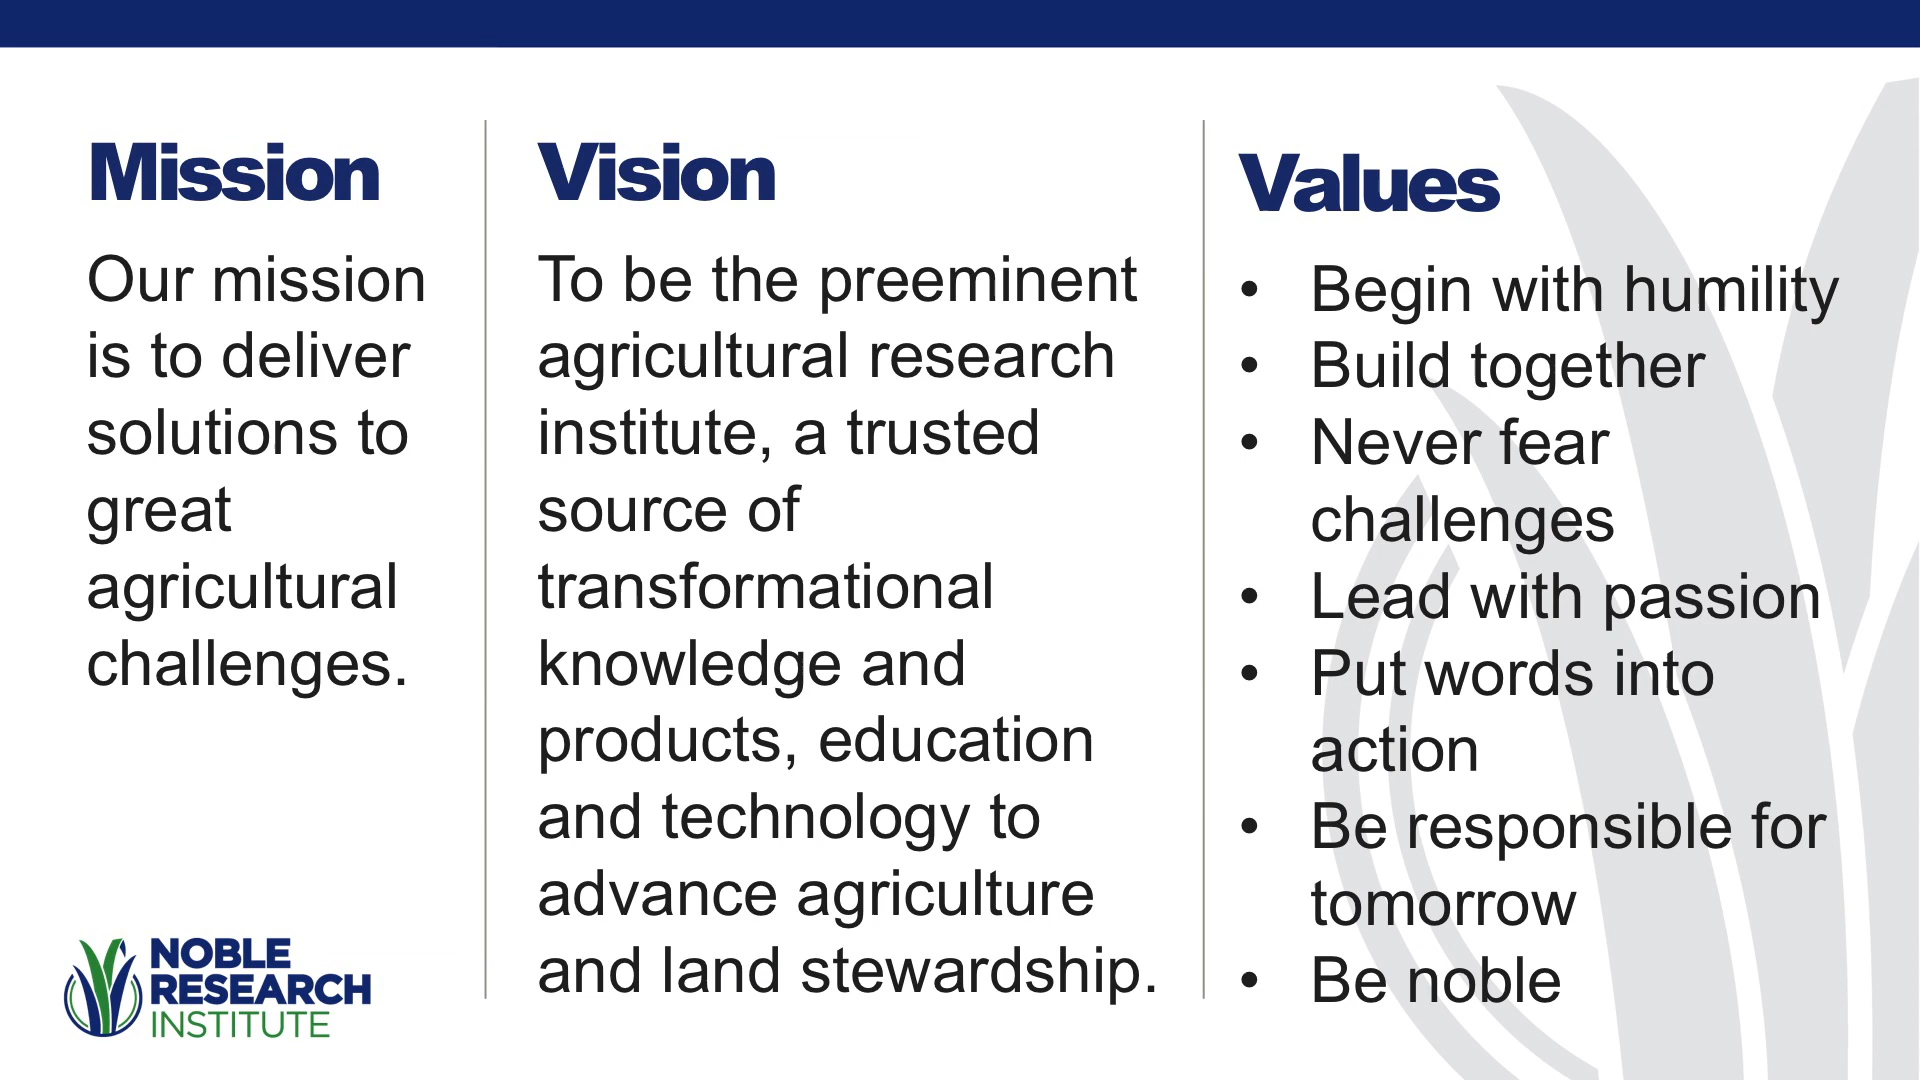 Mission
Our mission
is to deliver
solutions to
great
agricultural
challenges.
Vision
To be the preeminent
agricultural research
institute, a trusted
source of
transformational
knowledge and
products, education
and technology to
advance agriculture
and land stewardship.
Values
• Begin with humility
• Build together
• Never fear
challenges
• Lead with passion
• Put words into
action
• Be responsible for
tomorrow
• Be noble
NOBLE
RESEARCH
INSTITUTE